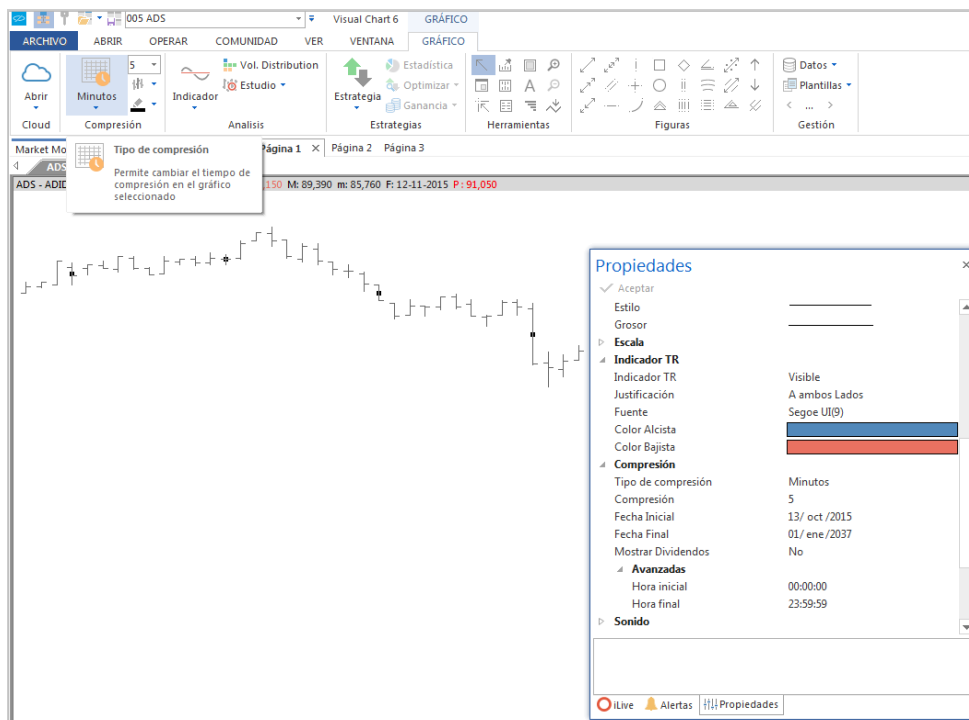 005 ADS
Visual Chart 6
GRÁFICO
ARCHIVO
ABRIR
OPERAR
COMUNIDAD
VER
VENTANA
GRÁFICO
5
Vol. Distribution
Estadística
Datos
Estudio
Optimizar
A
Plantillas
Abrir
Minutos
Indicador
Estrategia
Ganancia
< ... >
Cloud
Compresión
Analisis
Estrategias
Herramientas
Figuras
Gestión
Market Mo
Página 1
Página 2
Página 3
Tipo de compresión
Permite cambiar el tiempo de
compresión en el gráfico
seleccionado
ADS
ADS - ADID
,150 M: 89,390 m: 85,760 F: 12-11-2015 P: 91,050
Propiedades
Aceptar
Estilo
Grosor
Escala
Indicador TR
Indicador TR Visible
Justificación A ambos Lados
Fuente Segoe UI(9)
Color Alcista
Color Bajista
Compresión
Tipo de compresión Minutos
Compresión 5
Fecha Inicial 13/ oct /2015
Fecha Final 01/ ene/2037
Mostrar Dividendos No
Avanzadas
Hora inicial 00:00:00
Hora final 23:59:59
Sonido
iLive
Alertas
Propiedades